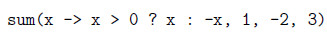 sum(x -> x > 0 ? x : -x, 1, -2, 3)